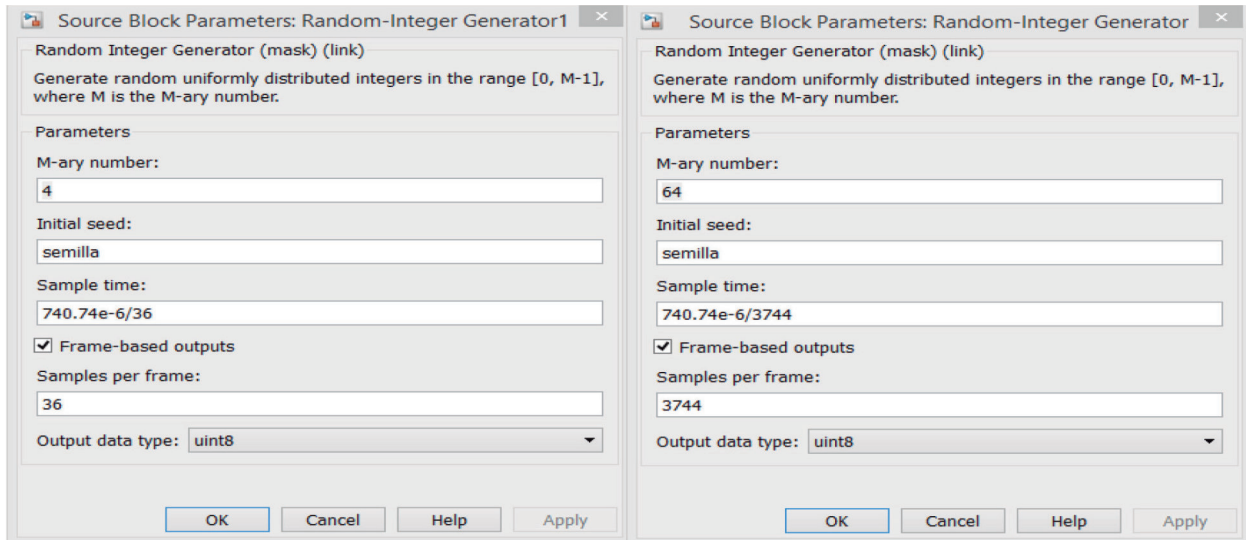 Source Block Parameters: Random-Integer Generator1
Random Integer Generator (mask) (link)
Generate random uniformly distributed integers in the range [0, M-1],
where M is the M-ary number.
Parameters
M-ary number:
4
Initial seed:
semilla
Sample time:
740.74e-6/36
Frame-based outputs
Samples per frame:
36
Output data type: uint8
OK Cancel Help Apply
Source Block Parameters: Random-Integer Generator
Random Integer Generator (mask) (link)
Generate random uniformly distributed integers in the range [0, M-1],
where M is the M-ary number.
Parameters
M-ary number:
64
Initial seed:
semilla
Sample time:
740.74e-6/3744
Frame-based outputs
Samples per frame:
3744
Output data type: uint8
OK Cancel Help Apply